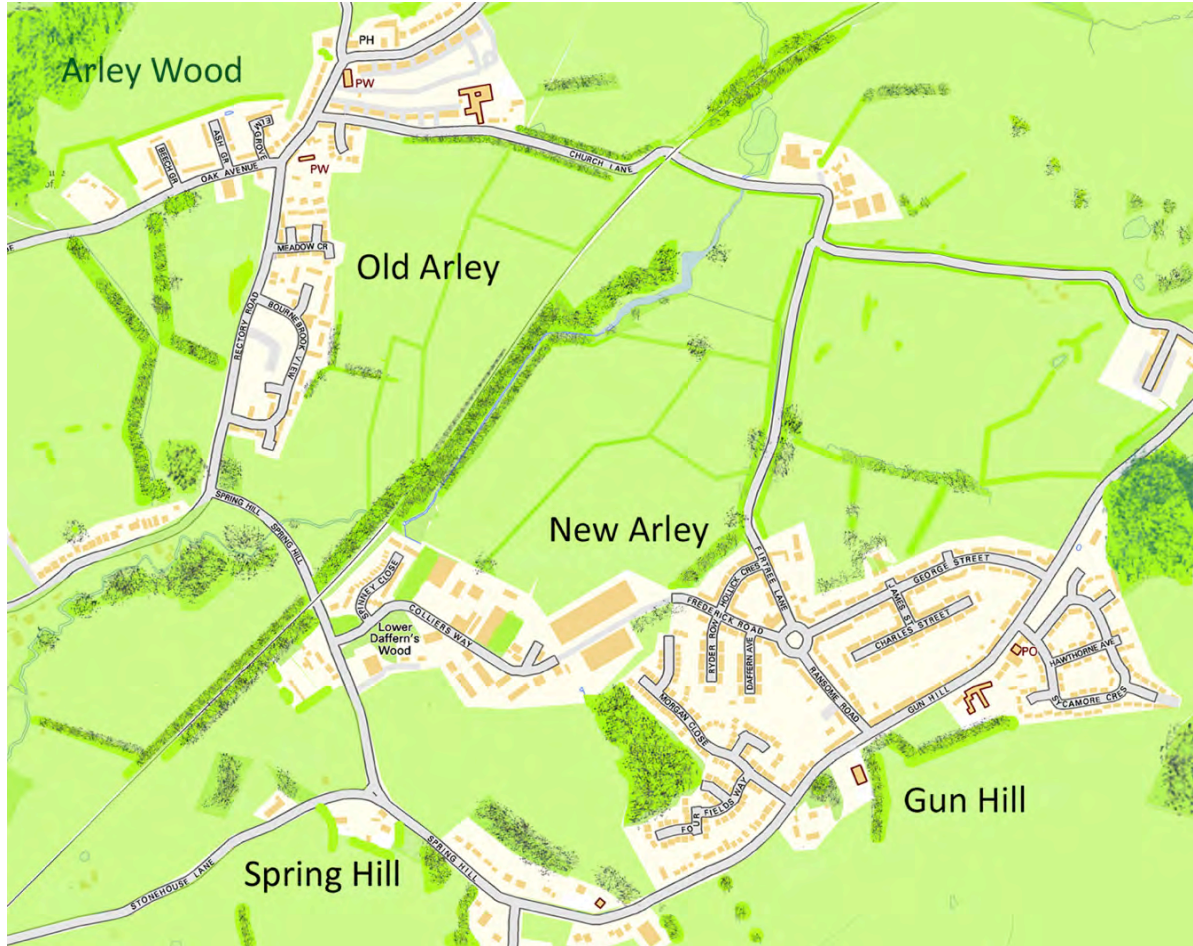 PH
Arley Wood
PW
ELM GROVE
ASH GR
BEECH GR
OAK AVENUE
PW
CHURCH LANE
MEADOW CR
Old Arley
BOURNEBROOK VIEW
RECTORY ROAD
SPRING HILL
SPRING HILL
New Arley
SPINNEY CLOSE
COLLIERS WAY
Lower
Daffern's
Wood
FIRTREE LANE
HOLLICK CRES
FREDERICK ROAD
RYDER ROW
DAFFERN AVE
GEORGE STREET
JAMES ST
CHARLES STREET
RANSOME ROAD
PO
HAWTHORNE AVE
SYCAMORE CRES
GUN HILL
MORGAN CLOSE
FOUR FIELDS WAY
Gun Hill
Spring Hill
SPRING HILL
STONEHOUSE LANE